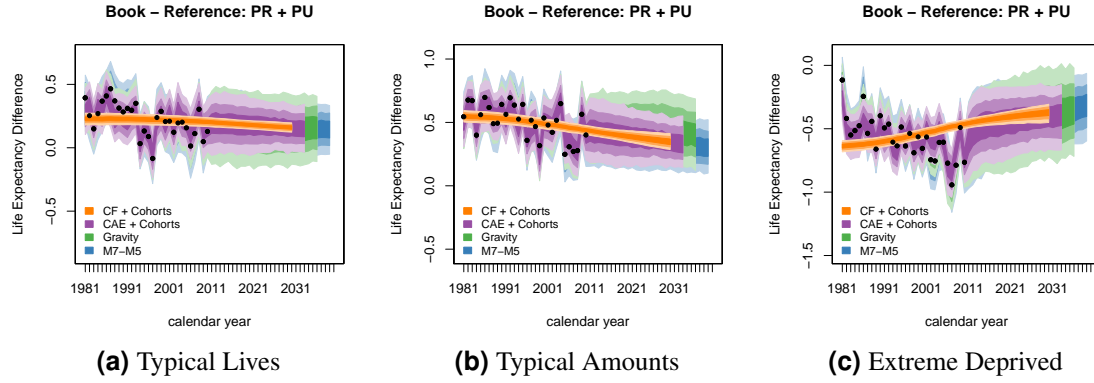 Book – Reference: PR + PU
Life Expectancy Difference
0.5
0.0
−0.5
CF + Cohorts
CAE + Cohorts
Gravity
M7−M5
1981 1991 2001 2011 2021 2031
calendar year
(a) Typical Lives
Book – Reference: PR + PU
Life Expectancy Difference
1.0
0.5
0.0
−0.5
CF + Cohorts
CAE + Cohorts
Gravity
M7−M5
1981 1991 2001 2011 2021 2031
calendar year
(b) Typical Amounts
Book – Reference: PR + PU
Life Expectancy Difference
0.0
−0.5
−1.0
−1.5
CF + Cohorts
CAE + Cohorts
Gravity
M7−M5
1981 1991 2001 2011 2021 2031
calendar year
(c) Extreme Deprived